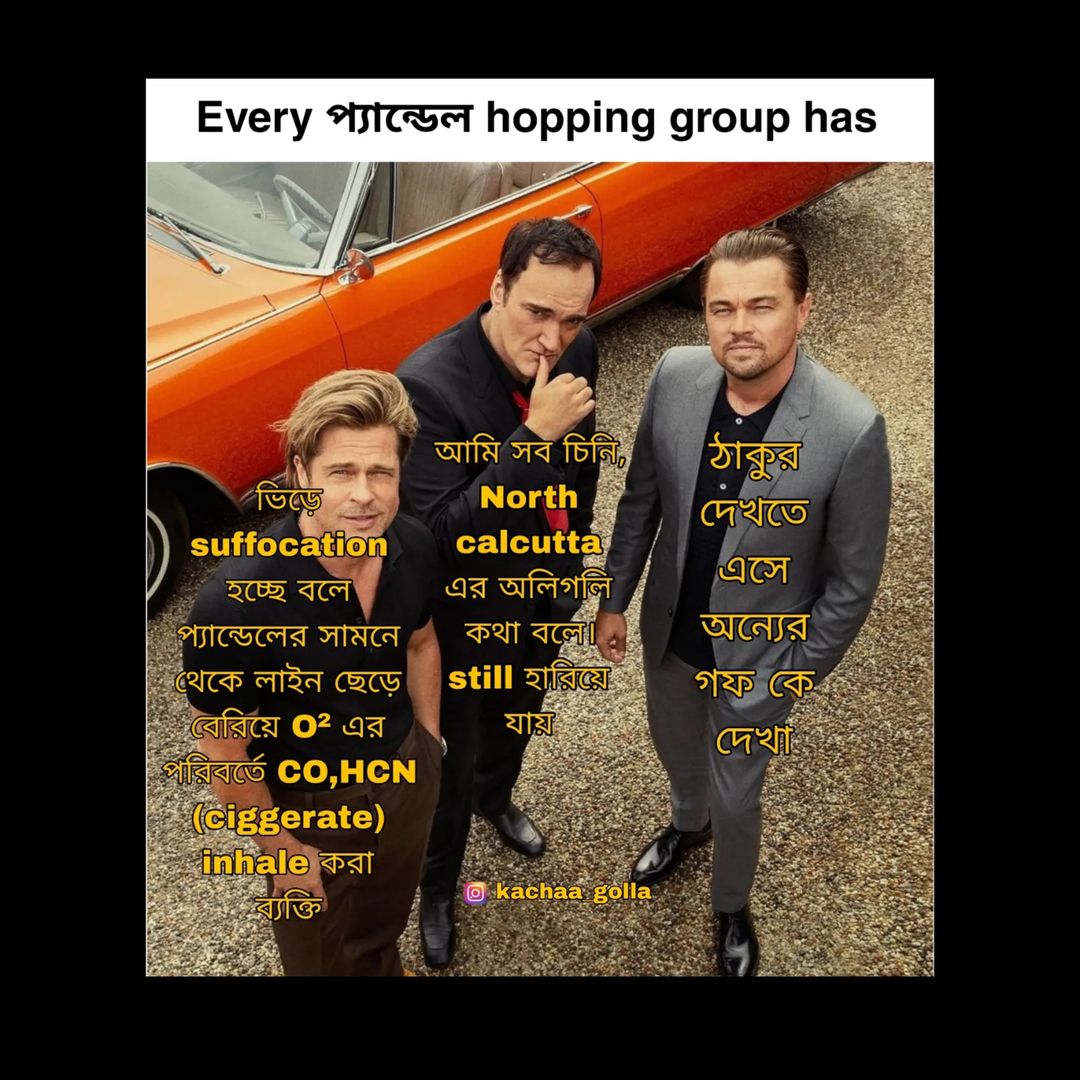 Every প্যান্ডেল hopping group has
ভিড়ে
suffocation
হচ্ছে বলে
প্যান্ডেলের সামনে
থেকে লাইন ছেড়ে
বেরিয়ে O² এর
পরিবর্তে CO,HCN
(ciggerate)
inhale করা
ব্যক্তি
আমি সব চিনি,
North
calcutta
এর অলিগলি
কথা বলে।
still হারিয়ে
যায়
ঠাকুর
দেখতে
এসে
অন্যের
গফ কে
দেখা
kachaa_golla